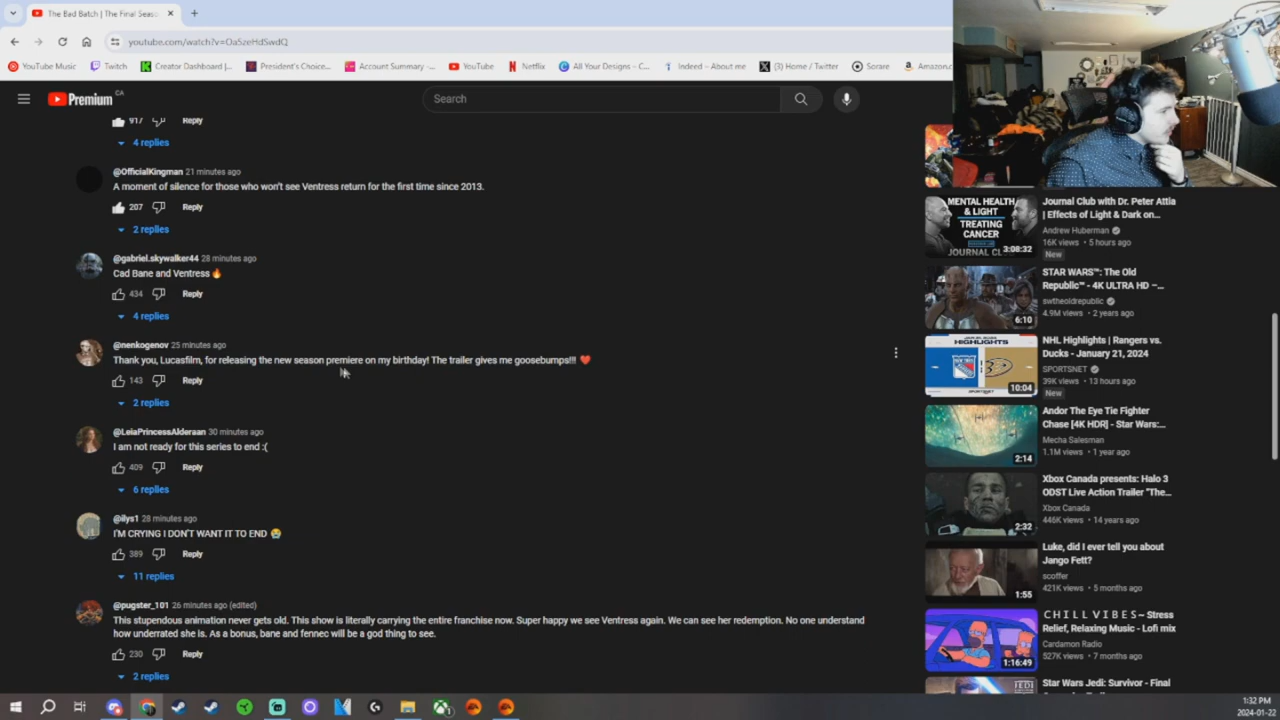 The Bad Batch | The Final Seaso
youtube.com/watch?v=OaSzeHdSwdQ
YouTube Music
Twitch
Creator Dashboard |...
President's Choice...
Account Summary -...
YouTube
Netflix
All Your Designs – C...
Indeed – About me
(3) Home / Twitter
Sorare
Amazon.c
Premium CA
Search
917 Reply
4 replies
@OfficialKingman 21 minutes ago
A moment of silence for those who won't see Ventress return for the first time since 2013.
207 Reply
2 replies
@gabriel.skywalker44 28 minutes ago
Cad Bane and Ventress🔥
434 Reply
4 replies
@nenkogenov 25 minutes ago
Thank you, Lucasfilm, for releasing the new season premiere on my birthday! The trailer gives me goosebumps!!! ❤️
143 Reply
2 replies
@LeiaPrincessAlderaan 30 minutes ago
I am not ready for this series to end :(
409 Reply
6 replies
@ilys1 28 minutes ago
I'M CRYING I DON'T WANT IT TO END 😭
389 Reply
11 replies
@pugster_101 26 minutes ago (edited)
This stupendous animation never gets old. This show is literally carrying the entire franchise now. Super happy we see Ventress again. We can see her redemption. No one understand
how underrated she is. As a bonus, bane and fennec will be a god thing to see.
230 Reply
2 replies
MENTAL HEALTH
& LIGHT
TREATING
CANCER
JOURNAL CL
3:08:32
Journal Club with Dr. Peter Attia
| Effects of Light & Dark on...
Andrew Huberman
16K views • 5 hours ago
New
6:10
STAR WARS™: The Old
Republic™ - 4K ULTRA HD –...
swtheoldrepublic
4.9M views • 2 years ago
HIGHLIGHTS
10:04
NHL Highlights | Rangers vs.
Ducks - January 21, 2024
SPORTSNET
39K views • 13 hours ago
New
2:14
Andor The Eye Tie Fighter
Chase [4K HDR] - Star Wars:...
Mecha Salesman
1.1M views • 1 year ago
2:32
Xbox Canada presents: Halo 3
ODST Live Action Trailer "The...
Xbox Canada
446K views • 14 years ago
1:55
Luke, did I ever tell you about
Jango Fett?
scoffer
421K views • 5 months ago
1:16:49
C H I L L V I B E S ~ Stress
Relief, Relaxing Music - Lofi mix
Cardamon Radio
527K views • 7 months ago
JEDI
Star Wars Jedi: Survivor - Final
1:32 PM
2024-01-22